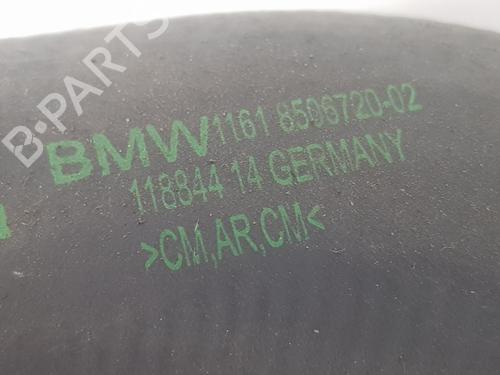 B-PARTS
BMW 1161 8506720-02
118844 14 GERMANY
>CM,AR,CM<